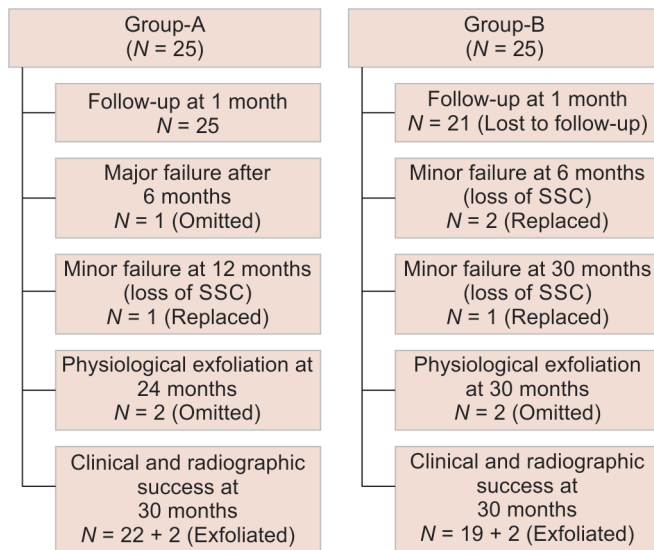 Group-A
(N = 25)
Follow-up at 1 month
N = 25
Major failure after
6 months
N = 1 (Omitted)
Minor failure at 12 months
(loss of SSC)
N = 1 (Replaced)
Physiological exfoliation at
24 months
N = 2 (Omitted)
Clinical and radiographic
success at
30 months
N = 22 + 2 (Exfoliated)
Group-B
(N = 25)
Follow-up at 1 month
N = 21 (Lost to follow-up)
Minor failure at 6 months
(loss of SSC)
N = 2 (Replaced)
Minor failure at 30 months
(loss of SSC)
N = 1 (Replaced)
Physiological exfoliation
at 30 months
N = 2 (Omitted)
Clinical and radiographic
success at
30 months
N = 19 + 2 (Exfoliated)